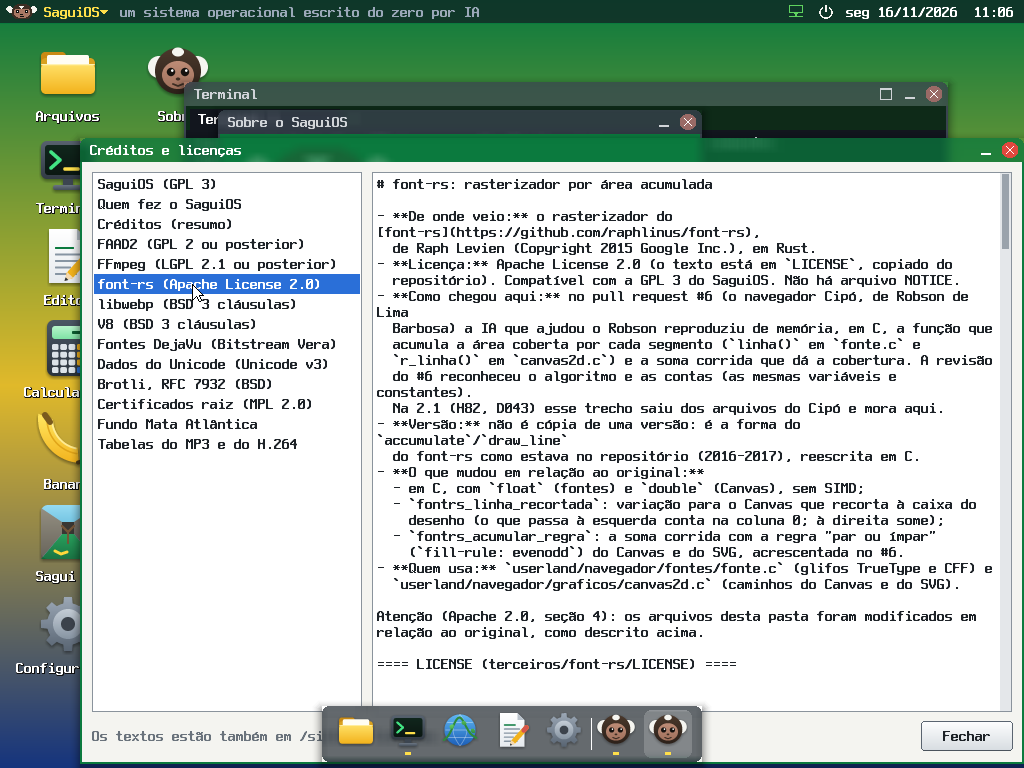 SaguiOS
um sistema operacional escrito do zero por IA
seg 16/11/2026
11:06
Arquivos
Terminal
Sobre o SaguiOS
Créditos e licenças
SaguiOS (GPL 3)
Quem fez o SaguiOS
Créditos (resumo)
FAAD2 (GPL 2 ou posterior)
FFmpeg (LGPL 2.1 ou posterior)
font-rs (Apache License 2.0)
libwebp (BSD 3 cláusulas)
V8 (BSD 3 cláusulas)
Fontes DejaVu (Bitstream Vera)
Dados do Unicode (Unicode v3)
Brotli, RFC 7932 (BSD)
Certificados raiz (MPL 2.0)
Fundo Mata Atlântica
Tabelas do MP3 e do H.264
# font-rs: rasterizador por área acumulada
- **De onde veio:** o rasterizador do
[font-rs](https://github.com/raphlinus/font-rs),
de Raph Levien (Copyright 2015 Google Inc.), em Rust.
- **Licença:** Apache License 2.0 (o texto está em `LICENSE`, copiado do
repositório). Compatível com a GPL 3 do SaguiOS. Não há arquivo NOTICE.
- **Como chegou aqui:** no pull request #6 (o navegador Cipó, de Robson de
Lima
Barbosa) a IA que ajudou o Robson reproduziu de memória, em C, a função que
acumula a área coberta por cada segmento (`linha()` em `fonte.c` e
`r_linha()` em `canvas2d.c`) e a soma corrida que dá a cobertura. A revisão
do #6 reconheceu o algoritmo e as contas (as mesmas variáveis e
constantes).
Na 2.1 (H82, D043) esse trecho saiu dos arquivos do Cipó e mora aqui.
- **Versão:** não é cópia de uma versão: é a forma do
`accumulate`/`draw_line`
do font-rs como estava no repositório (2016-2017), reescrita em C.
- **O que mudou em relação ao original:**
- em C, com `float` (fontes) e `double` (Canvas), sem SIMD;
- `fontrs_linha_recortada`: variação para o Canvas que recorta à caixa do
desenho (o que passa à esquerda conta na coluna 0; à direita some);
- `fontrs_acumular_regra`: a soma corrida com a regra "par ou ímpar"
(`fill-rule: evenodd`) do Canvas e do SVG, acrescentada no #6.
- **Quem usa:** `userland/navegador/fontes/fonte.c` (glifos TrueType e CFF) e
`userland/navegador/graficos/canvas2d.c` (caminhos do Canvas e do SVG).
Atenção (Apache 2.0, seção 4): os arquivos desta pasta foram modificados em
relação ao original, como descrito acima.
==== LICENSE (terceiros/font-rs/LICENSE) ====
Os textos estão também em
Fechar